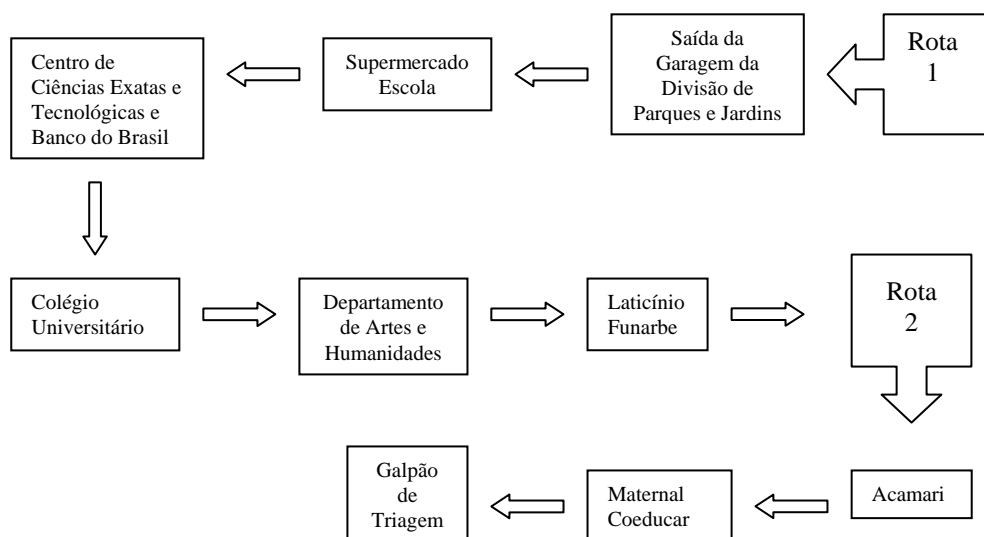 Rota
1
Saída da
Garagem da
Divisão de
Parques e Jardins
Supermercado
Escola
Centro de
Ciências Exatas e
Tecnológicas e
Banco do Brasil
Colégio
Universitário
Departamento
de Artes e
Humanidades
Laticínio
Funarbe
Rota
2
Acamari
Maternal
Coeducar
Galpão
de
Triagem